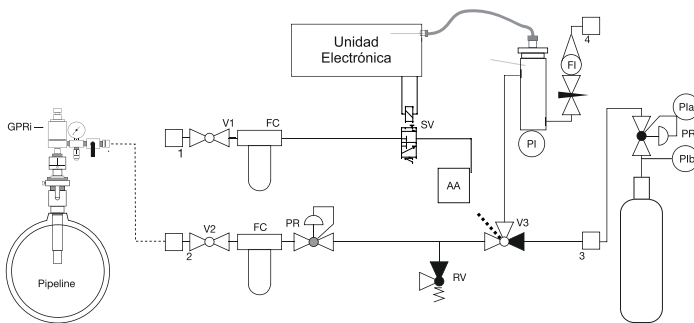 Unidad
Electrónica
4
FI
GPRi
V1
FC
SV
PIa
PR
PI
PIb
1
AA
V2
FC
PR
V3
2
3
RV
Pipeline